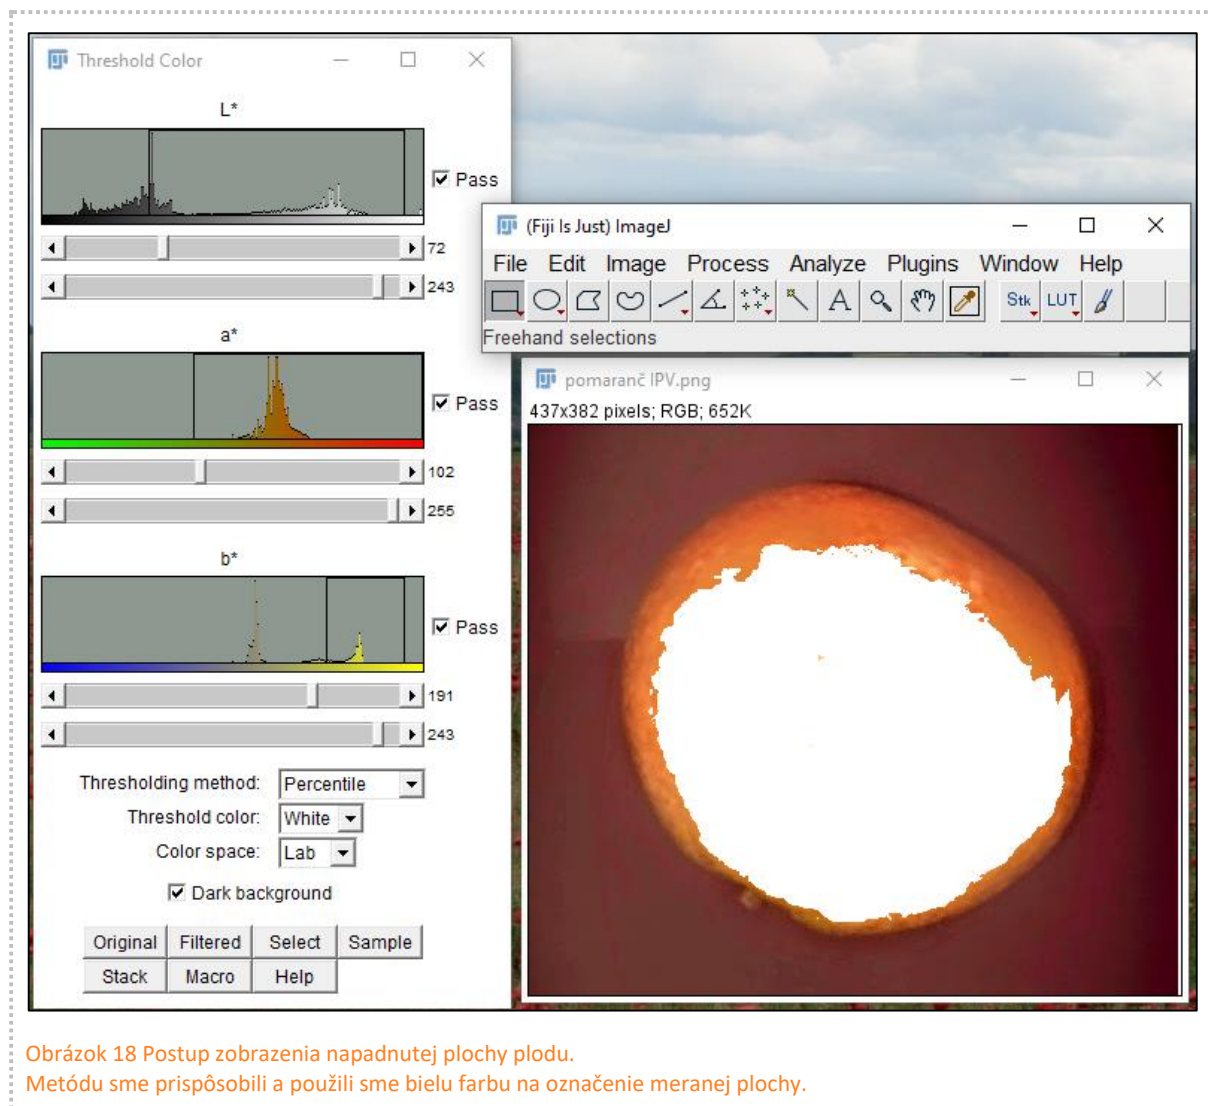 Threshold Color
L*
Pass
72
243
a*
Pass
102
255
b*
Pass
191
243
Thresholding method: Percentile
Threshold color: White
Color space: Lab
Dark background
Original Filtered Select Sample
Stack Macro Help
(Fiji Is Just) ImageJ
File Edit Image Process Analyze Plugins Window Help
A Stk LUT
Freehand selections
pomaranč IPV.png
437x382 pixels; RGB; 652K
Obrázok 18 Postup zobrazenia napadnutej plochy plodu.
Metódu sme prispôsobili a použili sme bielu farbu na označenie meranej plochy.